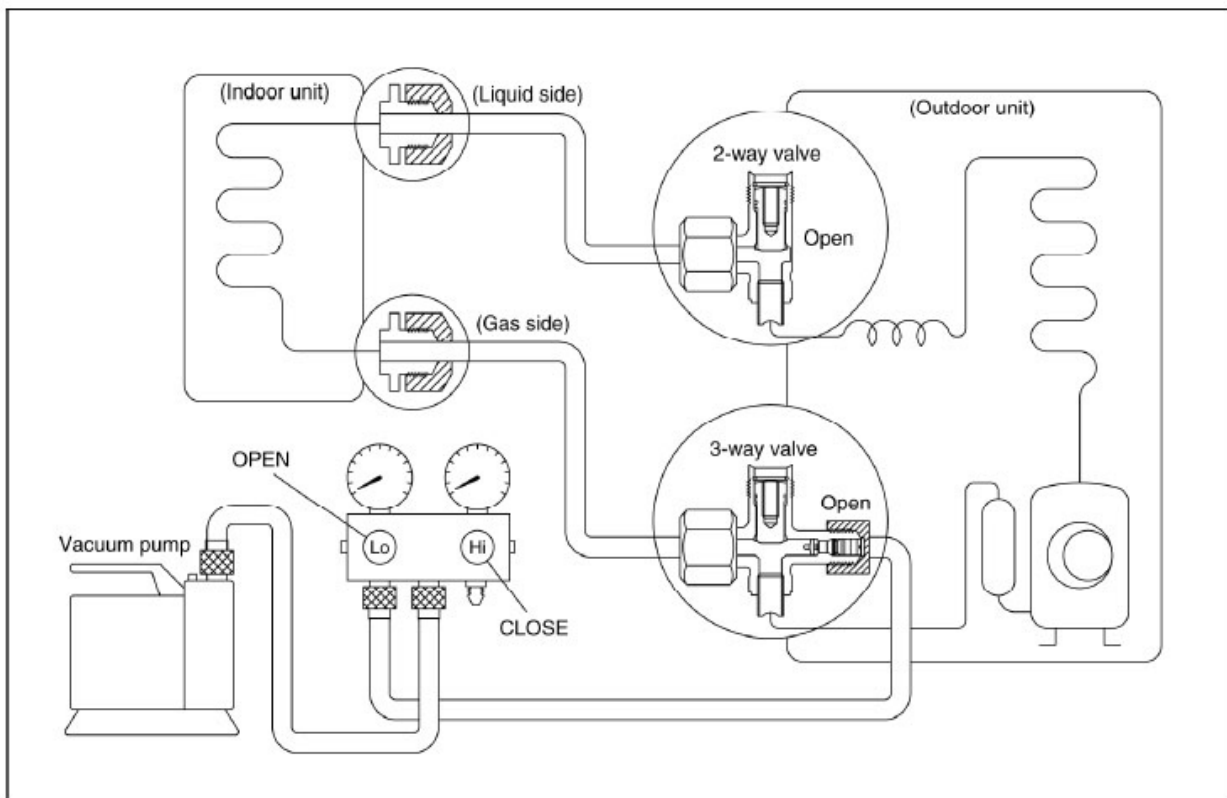 (Indoor unit)
(Liquid side)
(Outdoor unit)
2-way valve
Open
(Gas side)
3-way valve
Open
OPEN
Lo
Hi
Vacuum pump
CLOSE